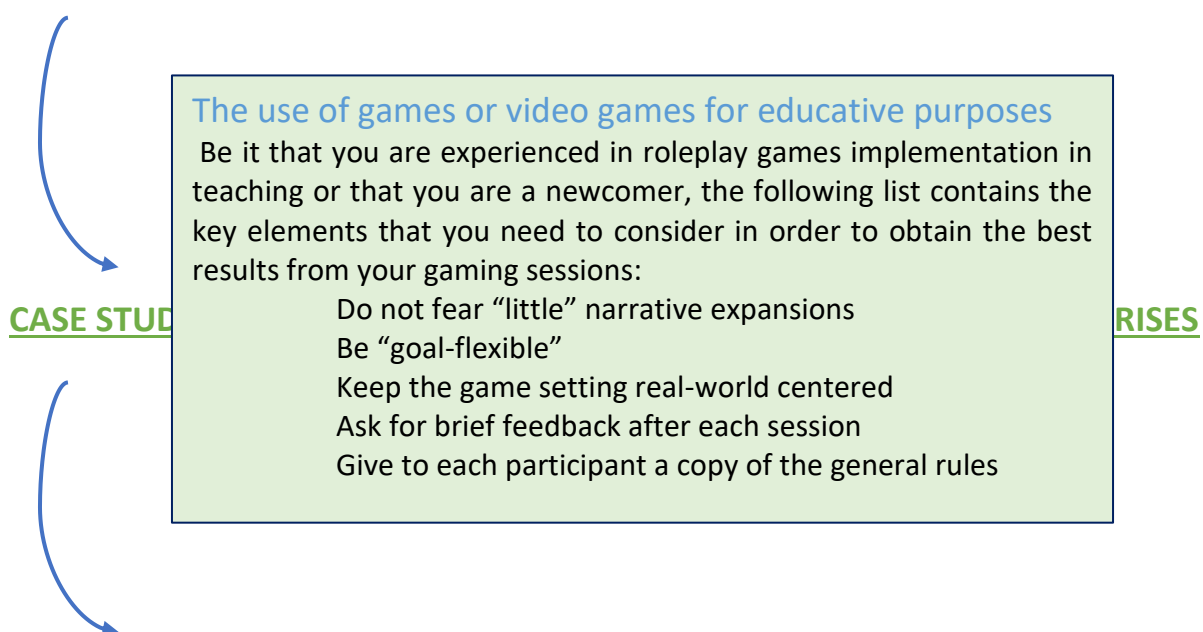 The use of games or video games for educative purposes
Be it that you are experienced in roleplay games implementation in
teaching or that you are a newcomer, the following list contains the
key elements that you need to consider in order to obtain the best
results from your gaming sessions:
Do not fear “little” narrative expansions
CASE STUD RISES
Be “goal-flexible”
Keep the game setting real-world centered
Ask for brief feedback after each session
Give to each participant a copy of the general rules